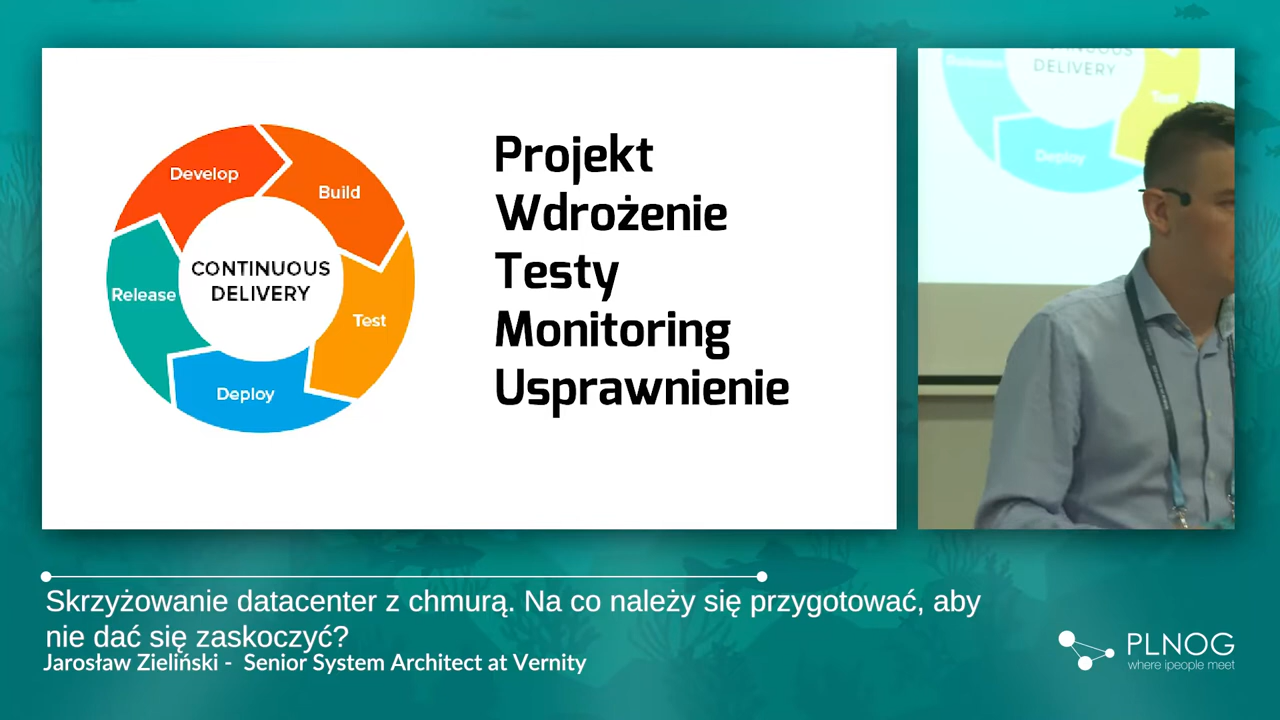 Develop
Build
CONTINUOUS
DELIVERY
Release
Test
Deploy
Projekt
Wdrożenie
Testy
Monitoring
Usprawnienie
DELIVERY
Test
Deploy
Skrzyżowanie datacenter z chmurą. Na co należy się przygotować, aby
nie dać się zaskoczyć?
Jarosław Zieliński - Senior System Architect at Vernity
PLNOG
where ipeople meet